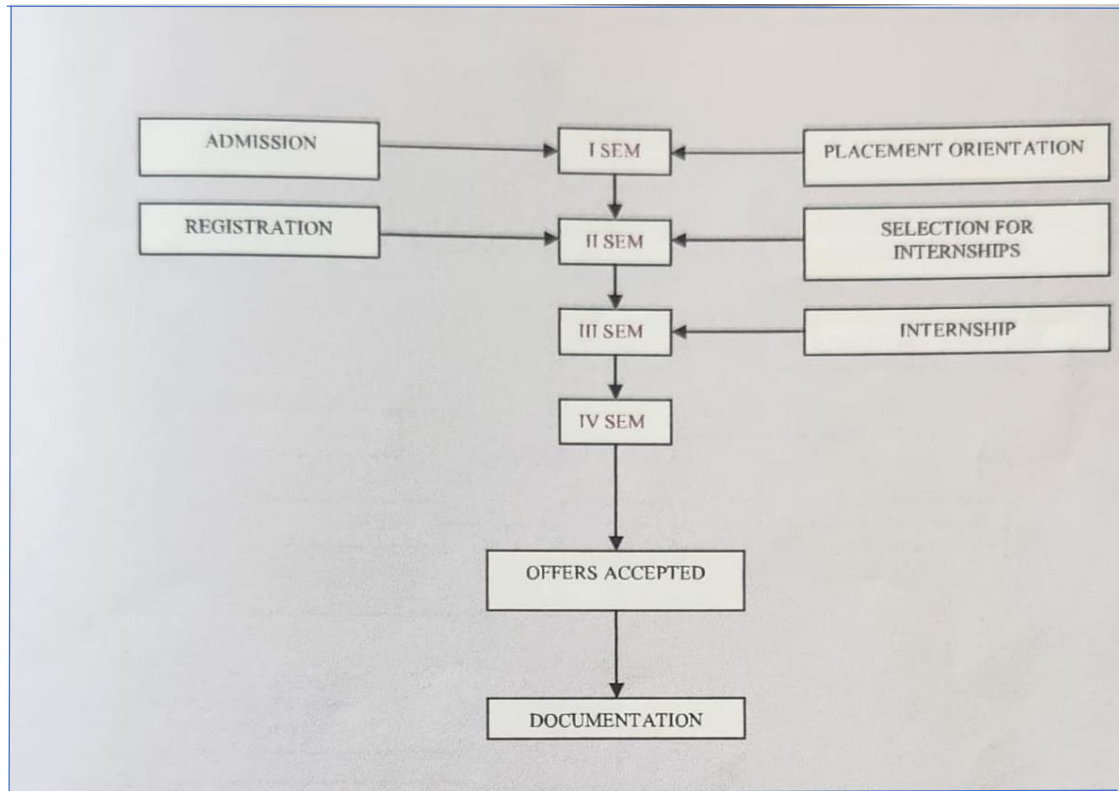 ADMISSION
I SEM
PLACEMENT ORIENTATION
REGISTRATION
II SEM
SELECTION FOR
INTERNSHIPS
III SEM
INTERNSHIP
IV SEM
OFFERS ACCEPTED
DOCUMENTATION